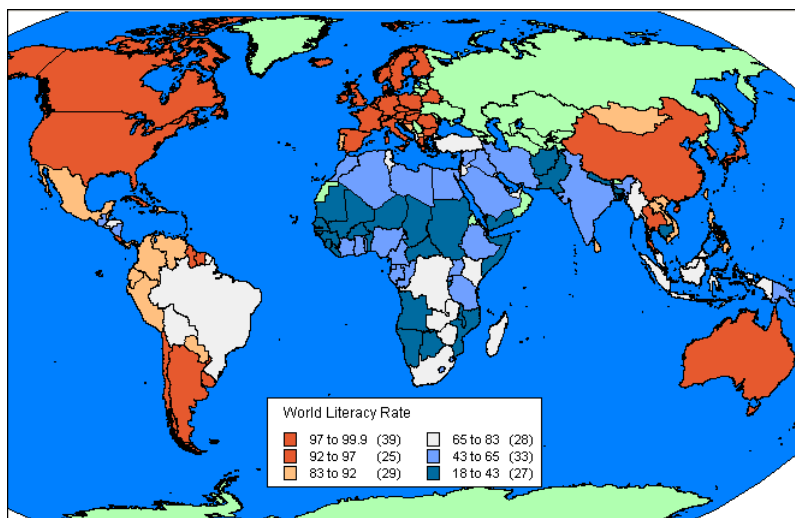 World Literacy Rate
97 to 99.9 (39) 65 to 83 (28)
92 to 97 (25) 43 to 65 (33)
83 to 92 (29) 18 to 43 (27)